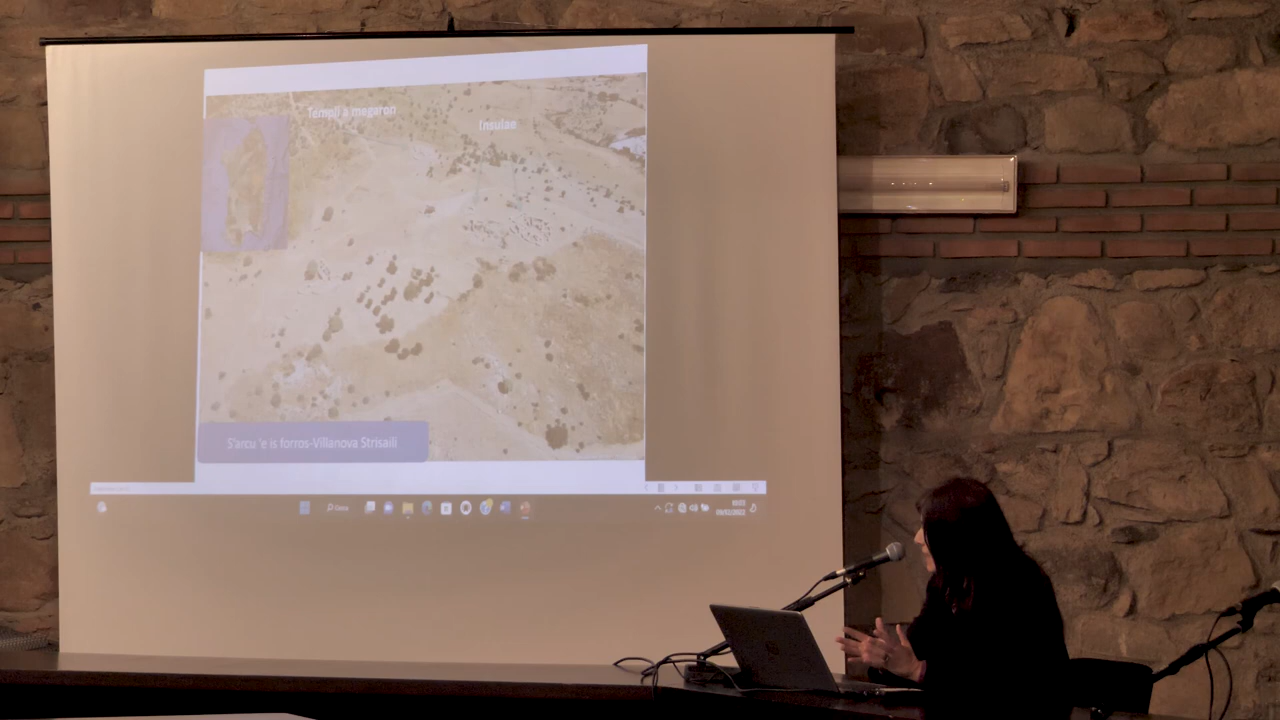 Templi a megaron
Insulae
S'arcu 'e is forros-Villanova Strisaili